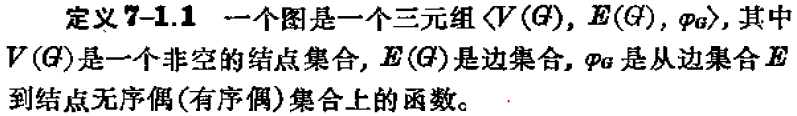 定义 7-1.1 一个图是一个三元组〈V(G), E(G), φG〉, 其中
V(G)是一个非空的结点集合, E(G)是边集合, φG 是从边集合 E
到结点无序偶(有序偶)集合上的函数。